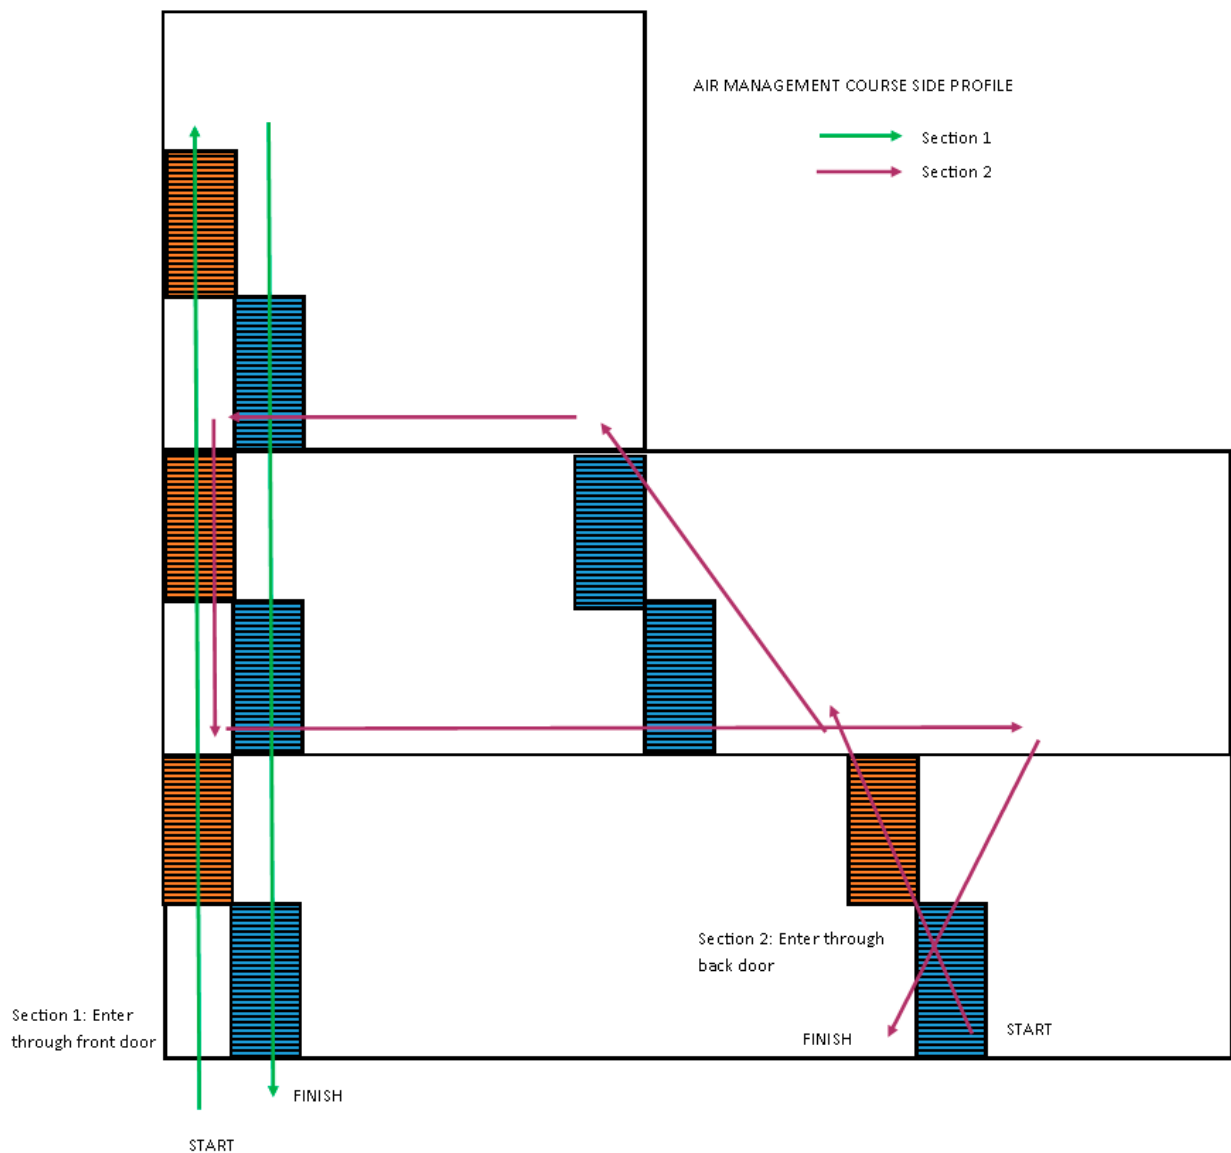 AIR MANAGEMENT COURSE SIDE PROFILE
Section 1
Section 2
Section 2: Enter through
back door
Section 1: Enter
through front door
FINISH
START
FINISH
START